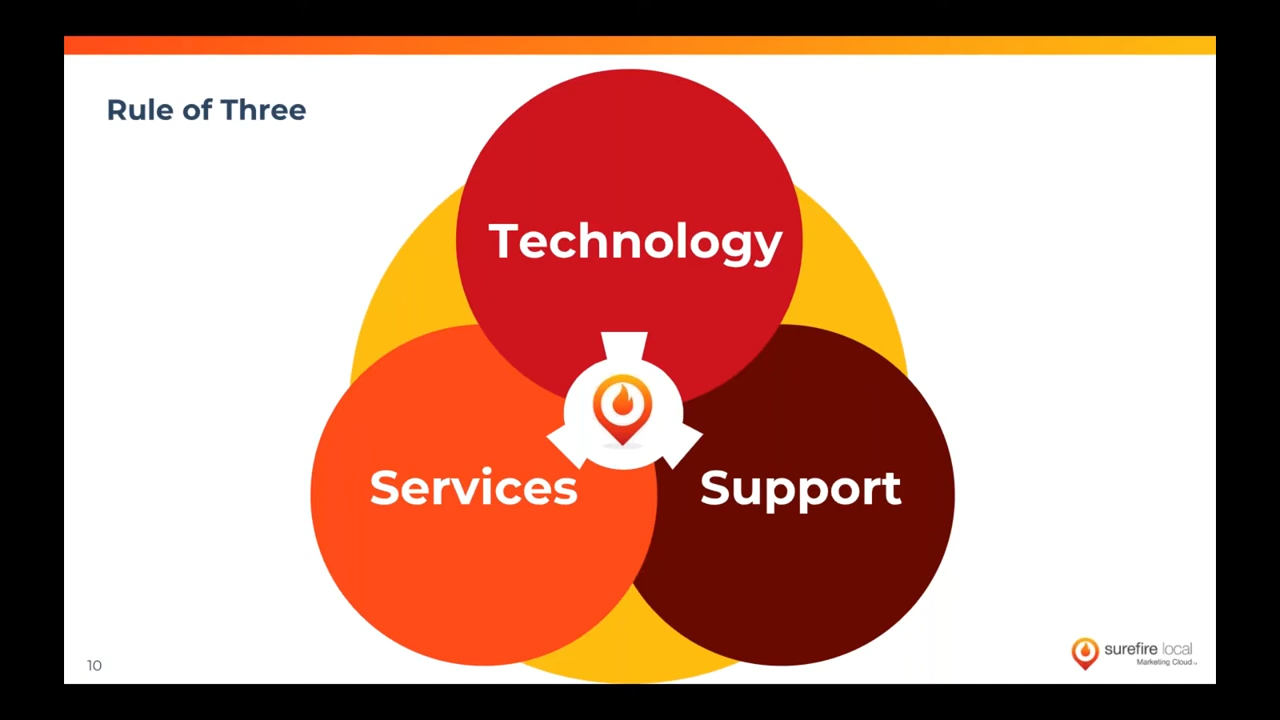 Rule of Three
Technology
Services
Support
10
surefire local
Marketing Cloud